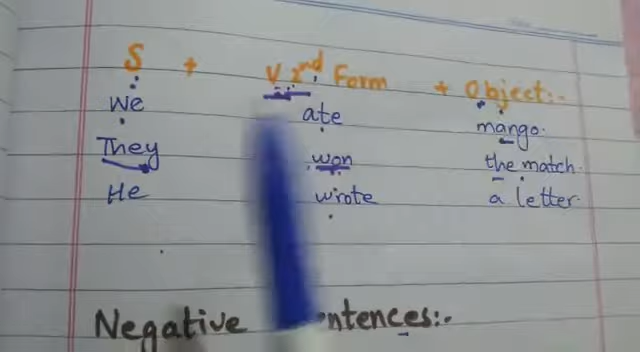 S + V 2nd Form + Object:-
We ate mango.
They won the match.
He wrote a letter.
Negative ntences:-